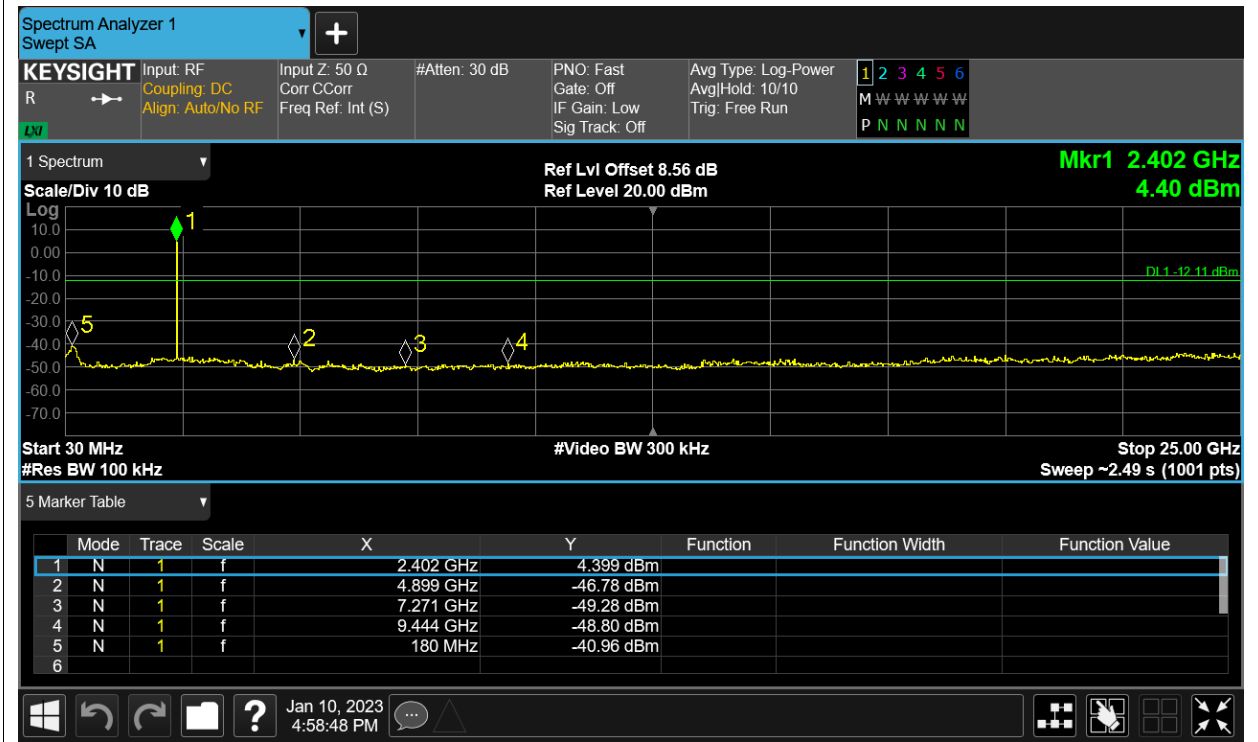 Spectrum Analyzer 1
Swept SA
+
KEYSIGHT
R
LXI
Input: RF
Coupling: DC
Align: Auto/No RF
Input Z: 50 Ω
Corr CCorr
Freq Ref: Int (S)
#Atten: 30 dB
PNO: Fast
Gate: Off
IF Gain: Low
Sig Track: Off
Avg Type: Log-Power
Avg|Hold: 10/10
Trig: Free Run
1 2 3 4 5 6
M W W W W W
P N N N N N
1 Spectrum
Scale/Div 10 dB
Ref Lvl Offset 8.56 dB
Ref Level 20.00 dBm
Mkr1 2.402 GHz
4.40 dBm
Log
10.0
0.00
-10.0
-20.0
-30.0
-40.0
-50.0
-60.0
-70.0
1
DL1 -12.11 dBm
5
2
3
4
Start 30 MHz
#Video BW 300 kHz
Stop 25.00 GHz
#Res BW 100 kHz
Sweep ~2.49 s (1001 pts)
5 Marker Table
Mode Trace Scale X Y Function Function Width Function Value
1 N 1 f 2.402 GHz 4.399 dBm
2 N 1 f 4.899 GHz -46.78 dBm
3 N 1 f 7.271 GHz -49.28 dBm
4 N 1 f 9.444 GHz -48.80 dBm
5 N 1 f 180 MHz -40.96 dBm
6
?
Jan 10, 2023
4:58:48 PM